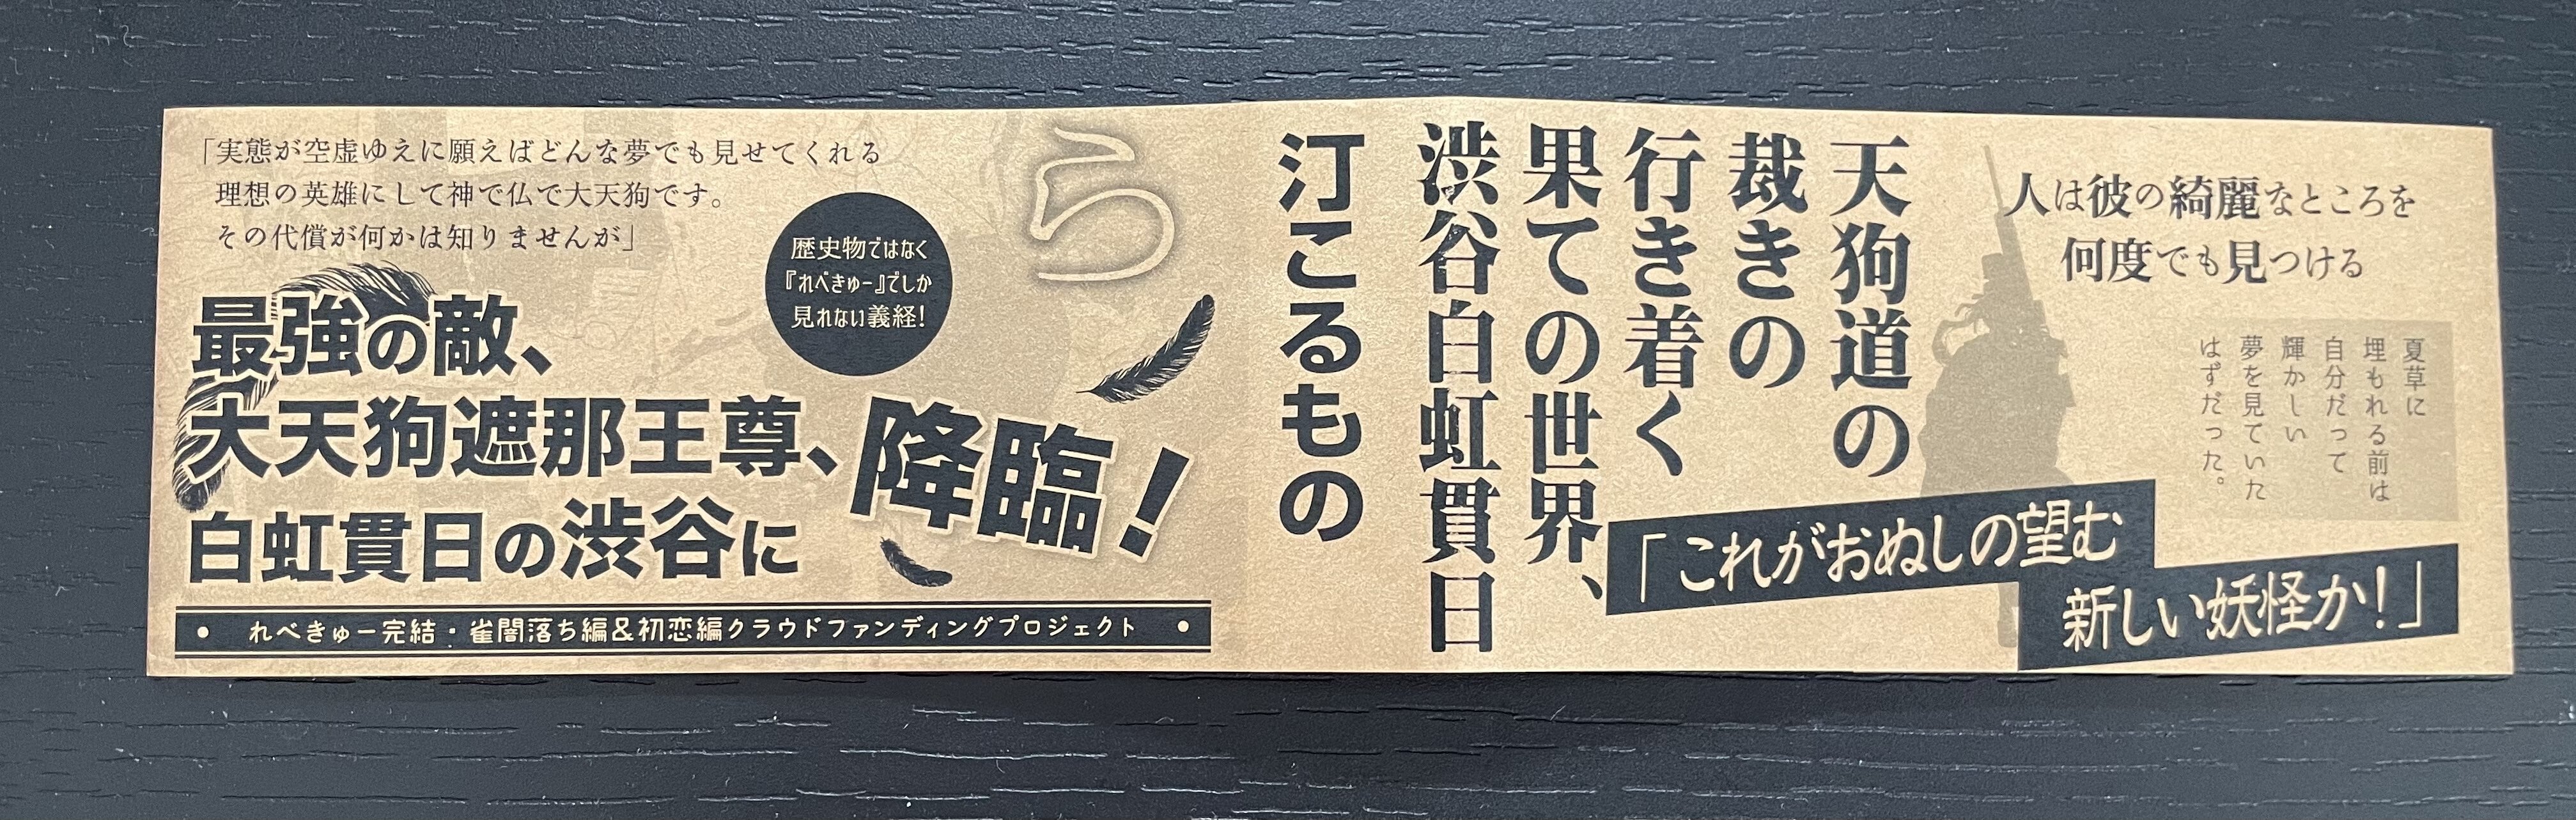 「実態が空虚ゆえに願えばどんな夢でも見せてくれる
理想の英雄にして神で仏で大天狗です。
その代償が何かは知りませんが」
歴史物ではなく
『れべきゅー』でしか
見れない義経!
ら
最強の敵、
大天狗遮那王尊、
白虹貫日の渋谷に
降臨!
れべきゅー完結・雀闇落ち編&初恋編クラウドファンディングプロジェクト
汀こるもの
天狗道の
裁きの
行き着く
果ての世界、
渋谷白虹貫日
人は彼の綺麗なところを
何度でも見つける
夏草に
埋もれる前は
自分だって
輝かしい
夢を見ていた
はずだった。
「これがおぬしの望む
新しい妖怪か!」